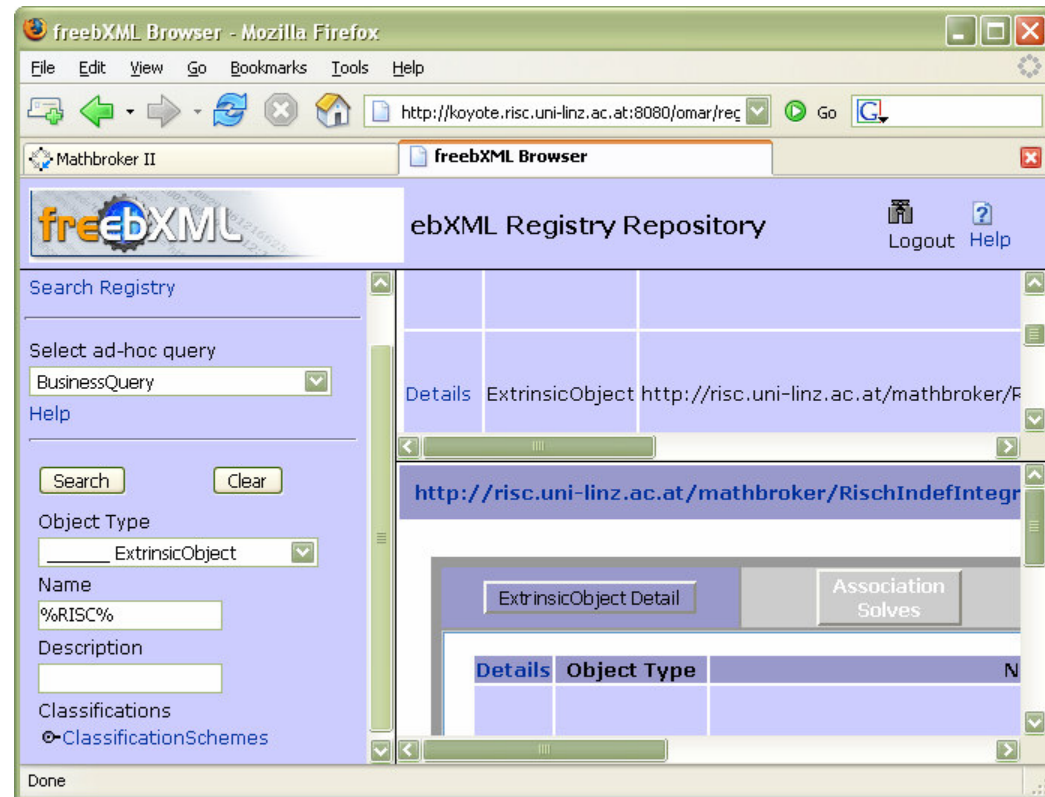 freebXML Browser - Mozilla Firefox
File Edit View Go Bookmarks Tools Help
http://koyote.risc.uni-linz.ac.at:8080/omar/reg Go G
Mathbroker II
freebXML Browser
freebXML
ebXML Registry Repository
Logout Help
Search Registry
Select ad-hoc query
BusinessQuery
Help
Search Clear
Object Type
______ ExtrinsicObject
Name
%RISC%
Description
Classifications
ClassificationSchemes
Details ExtrinsicObject http://risc.uni-linz.ac.at/mathbroker/R
http://risc.uni-linz.ac.at/mathbroker/RischIndefIntegr
ExtrinsicObject Detail
Association
Solves
Details Object Type N
Done